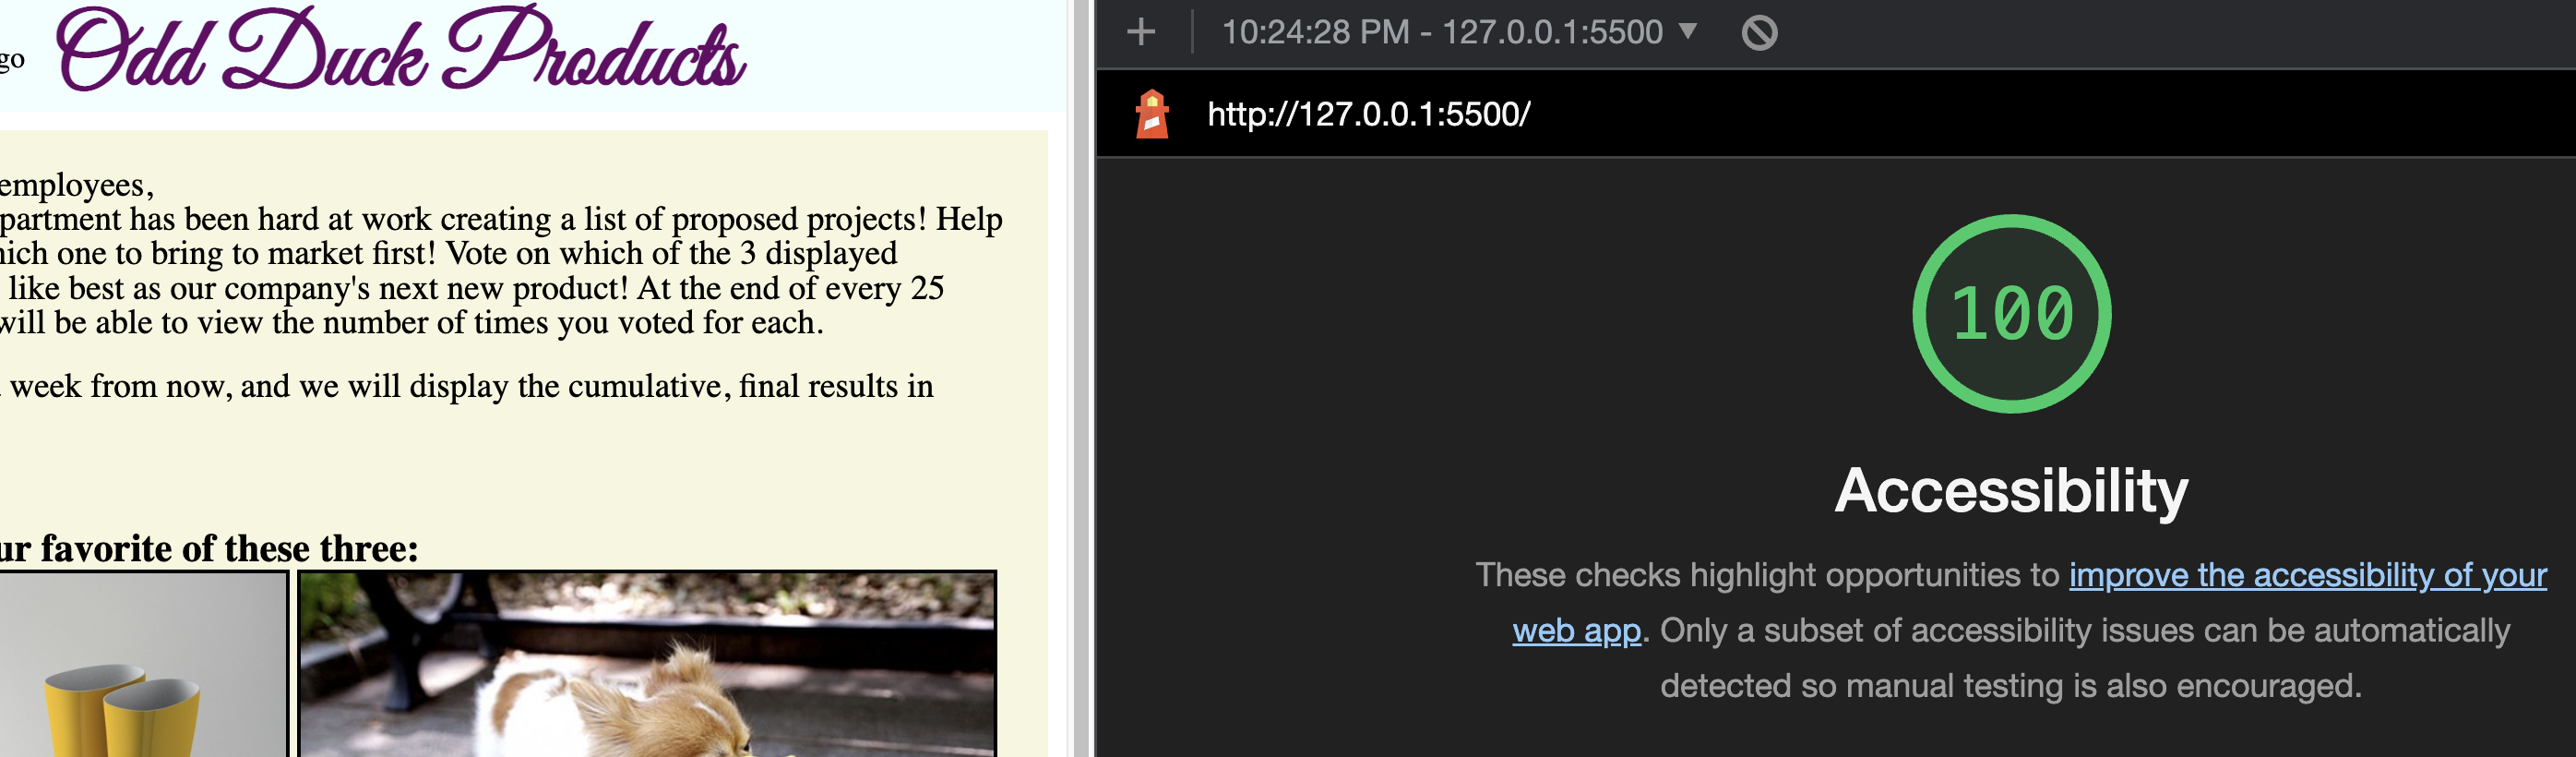 go
Odd Duck Products
employees,
partment has been hard at work creating a list of proposed projects! Help
hich one to bring to market first! Vote on which of the 3 displayed
like best as our company's next new product! At the end of every 25
will be able to view the number of times you voted for each.
week from now, and we will display the cumulative, final results in
ur favorite of these three:
10:24:28 PM - 127.0.0.1:5500
http://127.0.0.1:5500/
100
Accessibility
These checks highlight opportunities to improve the accessibility of your
web app. Only a subset of accessibility issues can be automatically
detected so manual testing is also encouraged.